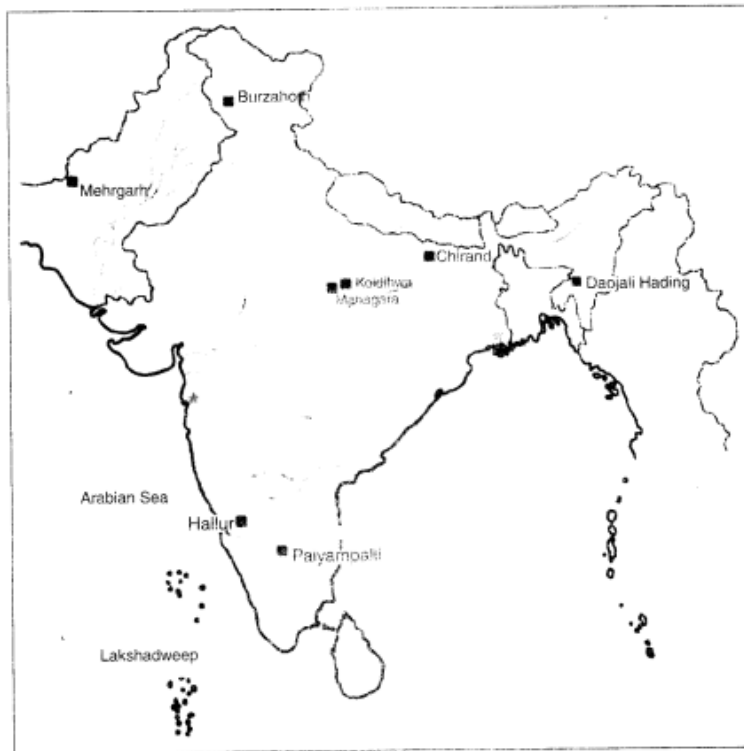 Burzahom
Mehrgarh
Chirand
Koldihwa
Mahagara
Daojali Hading
Arabian Sea
Hallur
Paiyampalli
Lakshadweep